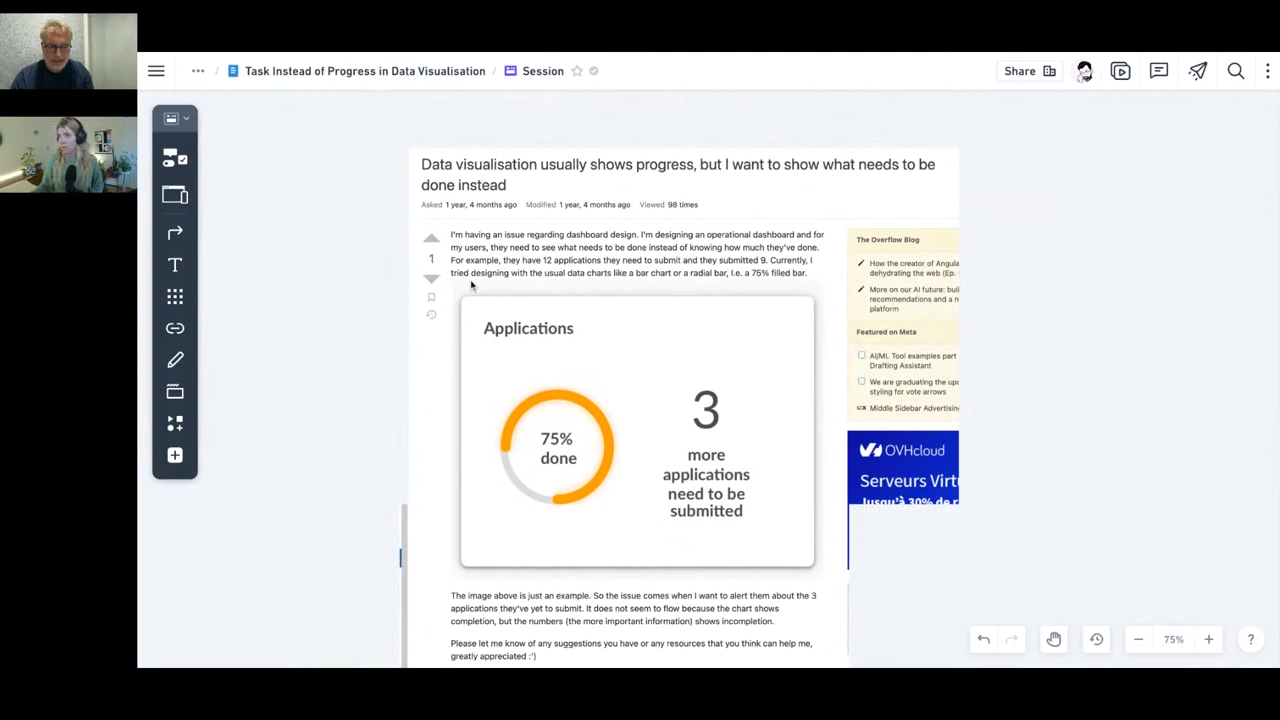 Task Instead of Progress in Data Visualisation / Session
Share
Data visualisation usually shows progress, but I want to show what needs to be
done instead
Asked 1 year, 4 months ago Modified 1 year, 4 months ago Viewed 98 times
I'm having an issue regarding dashboard design. I'm designing an operational dashboard and for
my users, they need to see what needs to be done instead of knowing how much they've done.
For example, they have 12 applications they need to submit and they submitted 9. Currently, I
tried designing with the usual data charts like a bar chart or a radial bar, I.e. a 75% filled bar.
1
Applications
75%
done
3
more
applications
need to be
submitted
The image above is just an example. So the issue comes when I want to alert them about the 3
applications they've yet to submit. It does not seem to flow because the chart shows
completion, but the numbers (the more important information) shows incompletion.
Please let me know of any suggestions you have or any resources that you think can help me,
greatly appreciated :')
The Overflow Blog
How the creator of Angula
dehydrating the web (Ep.
More on our AI future: buil
recommendations and a n
platform
Featured on Meta
AI/ML Tool examples part
Drafting Assistant
We are graduating the upd
styling for vote arrows
UX Middle Sidebar Advertising
OVHcloud
Serveurs Virtu
Jusqu'à 30% de r
75%